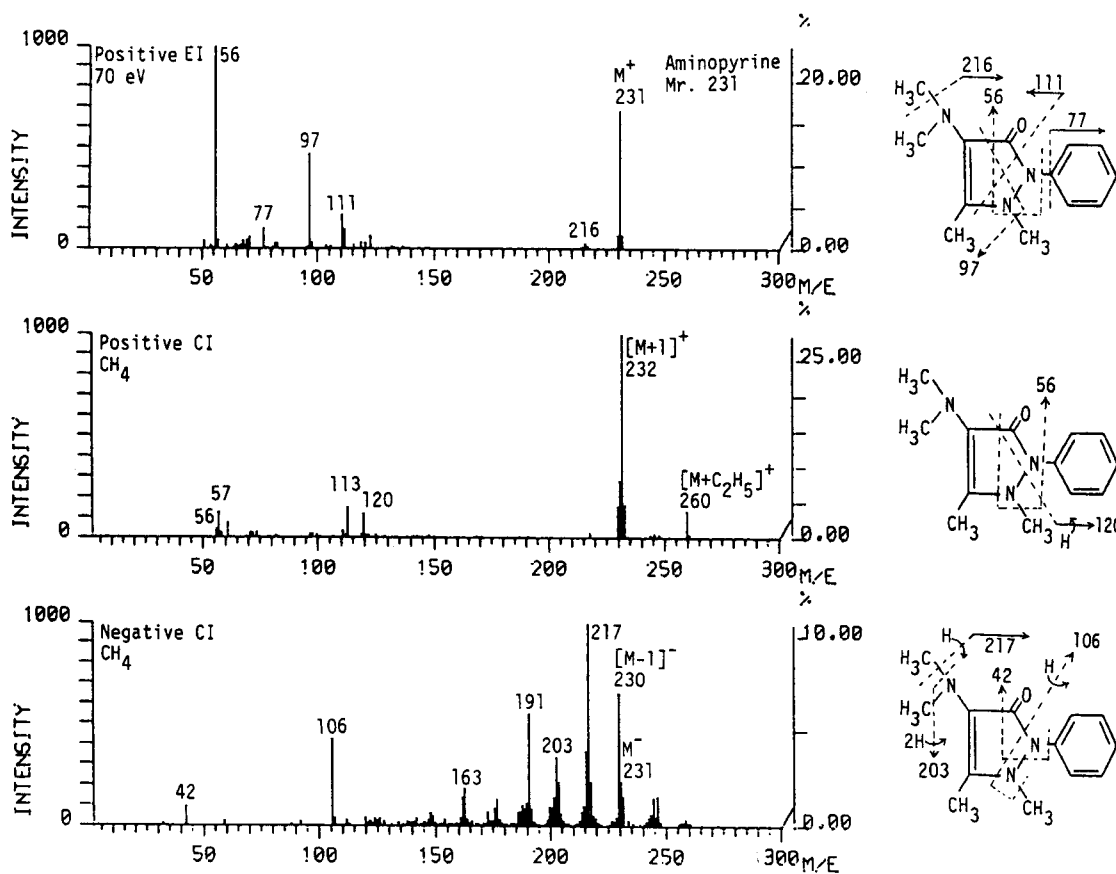 1000
INTENSITY
0
Positive EI
70 eV
56
77
97
111
216
M+
231
Aminopyrine
Mr. 231
%
20.00
0.00
50
100
150
200
250
300
M/E
216
56
111
77
H3C
N
H3C
O
N
N
CH3
CH3
97
1000
INTENSITY
0
Positive CI
CH4
56
57
113
120
[M+1]+
232
[M+C2H5]+
260
%
25.00
0.00
50
100
150
200
250
300
M/E
56
H3C
N
H3C
O
N
N
CH3
CH3
H
120
1000
INTENSITY
0
Negative CI
CH4
42
106
163
191
203
217
[M-1]-
230
M-
231
%
10.00
0.00
50
100
150
200
250
300
M/E
H
217
42
H
106
H3C
N
H3C
O
2H
203
N
N
CH3
CH3